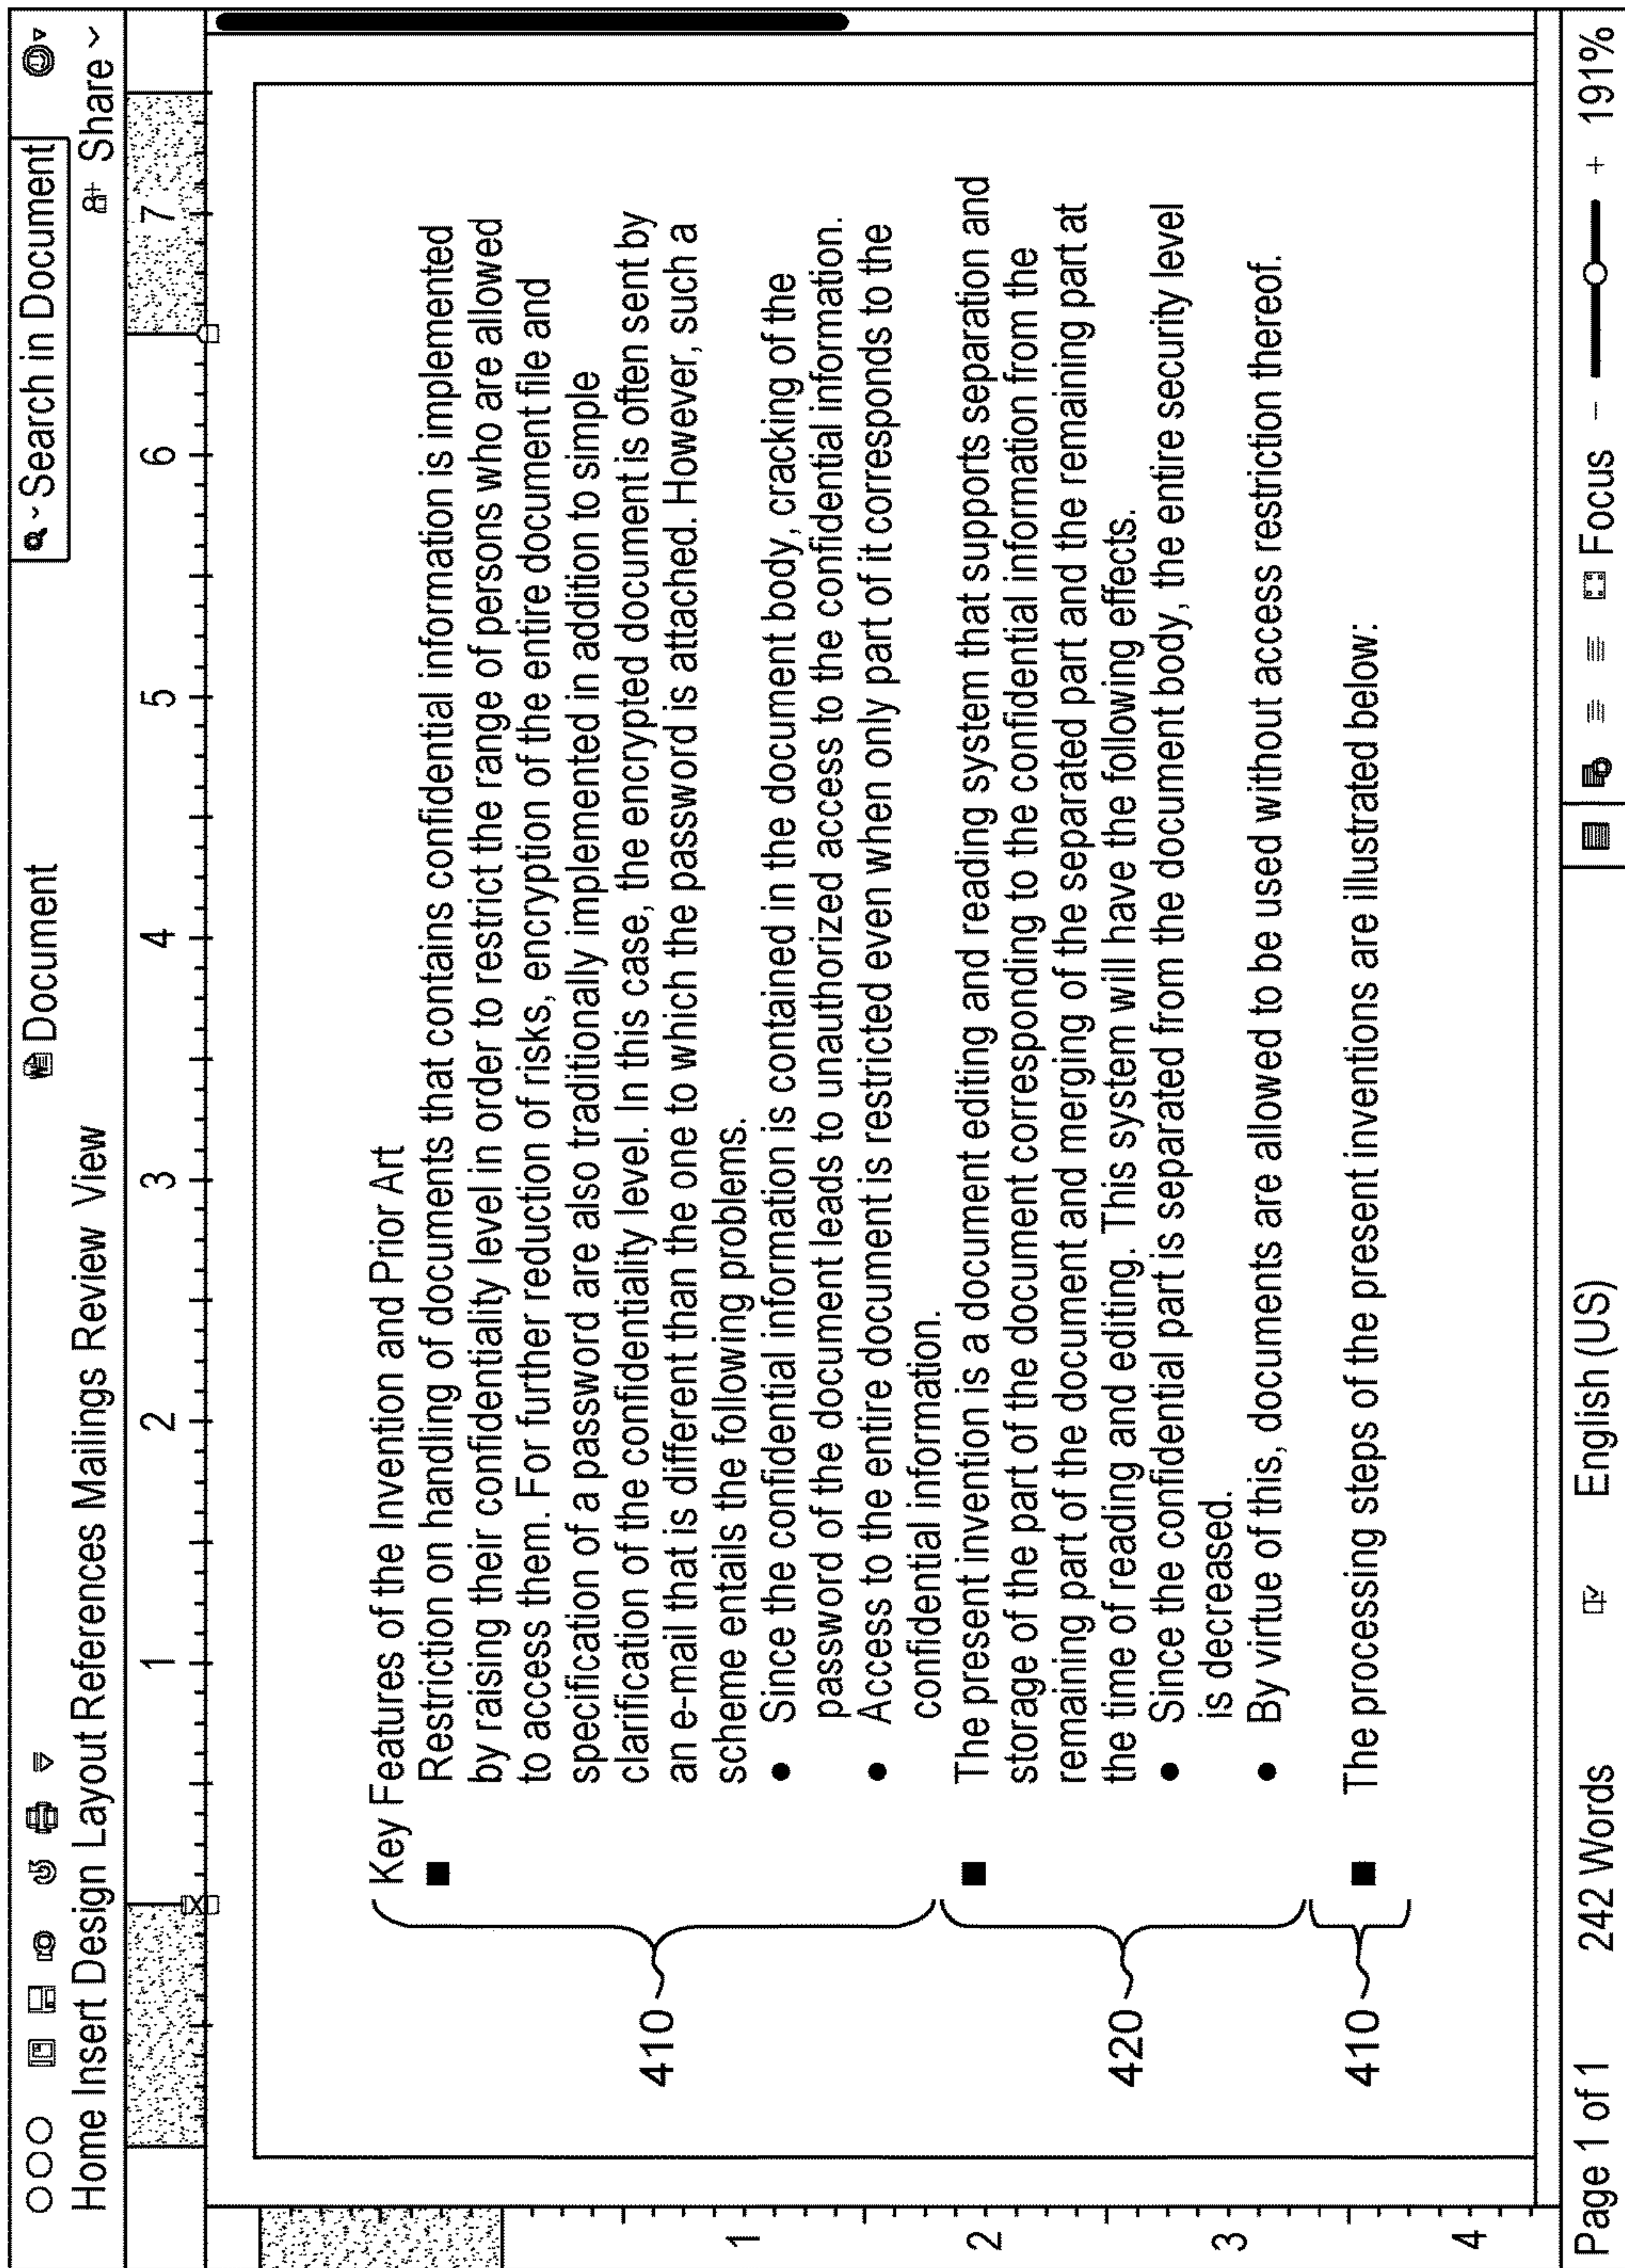 Document
Search in Document
Home Insert Design Layout References Mailings Review View
Share
1 2 3 4 5 6 7
Key Features of the Invention and Prior Art
■ Restriction on handling of documents that contains confidential information is implemented
by raising their confidentiality level in order to restrict the range of persons who are allowed
to access them. For further reduction of risks, encryption of the entire document file and
specification of a password are also traditionally implemented in addition to simple
clarification of the confidentiality level. In this case, the encrypted document is often sent by
an e-mail that is different than the one to which the password is attached. However, such a
scheme entails the following problems.
● Since the confidential information is contained in the document body, cracking of the
password of the document leads to unauthorized access to the confidential information.
● Access to the entire document is restricted even when only part of it corresponds to the
confidential information.
410
■ The present invention is a document editing and reading system that supports separation and
storage of the part of the document corresponding to the confidential information from the
remaining part of the document and merging of the separated part and the remaining part at
the time of reading and editing. This system will have the following effects.
● Since the confidential part is separated from the document body, the entire security level
is decreased.
● By virtue of this, documents are allowed to be used without access restriction thereof.
420
■ The processing steps of the present inventions are illustrated below:
410
1
2
3
4
Page 1 of 1 242 Words English (US) Focus - + 191%